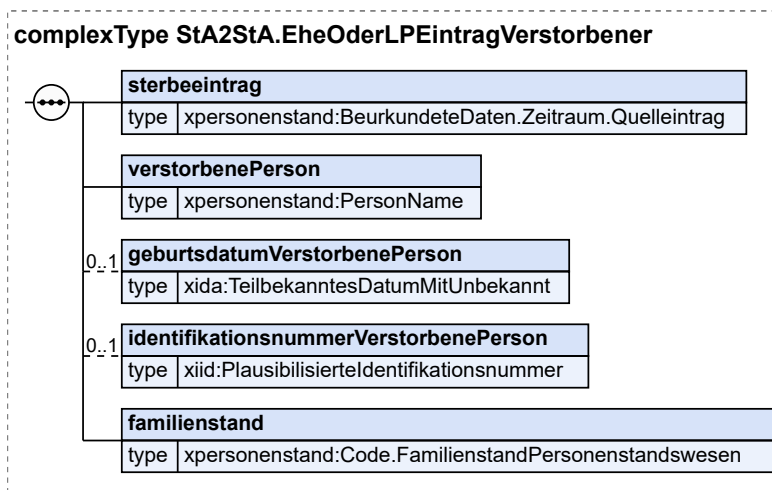 complexType StA2StA.EheOderLPEintragVerstorbener
sterbeeintrag
type xpersonenstand:BeurkundeteDaten.Zeitraum.Quelleintrag
verstorbenePerson
type xpersonenstand:PersonName
0..1
geburtsdatumVerstorbenePerson
type xida:TeilbekanntesDatumMitUnbekannt
0..1
identifikationsnummerVerstorbenePerson
type xiid:PlausibilisierteIdentifikationsnummer
familienstand
type xpersonenstand:Code.FamilienstandPersonenstandswesen